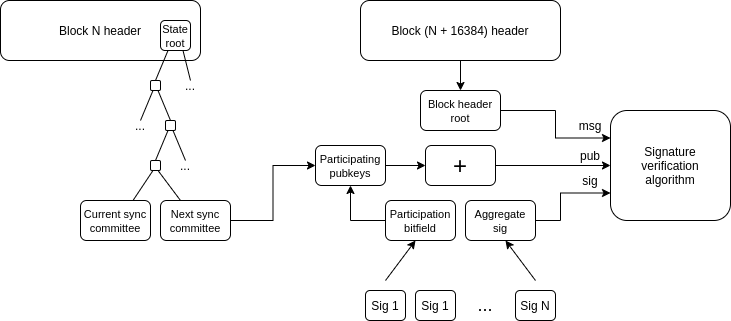 Block N header
State
root
Block (N + 16384) header
...
Block header
root
...
msg
Signature
verification
algorithm
Participating
pubkeys
+
pub
...
sig
Current sync
committee
Next sync
committee
Participation
bitfield
Aggregate
sig
Sig 1
Sig 1
...
Sig N